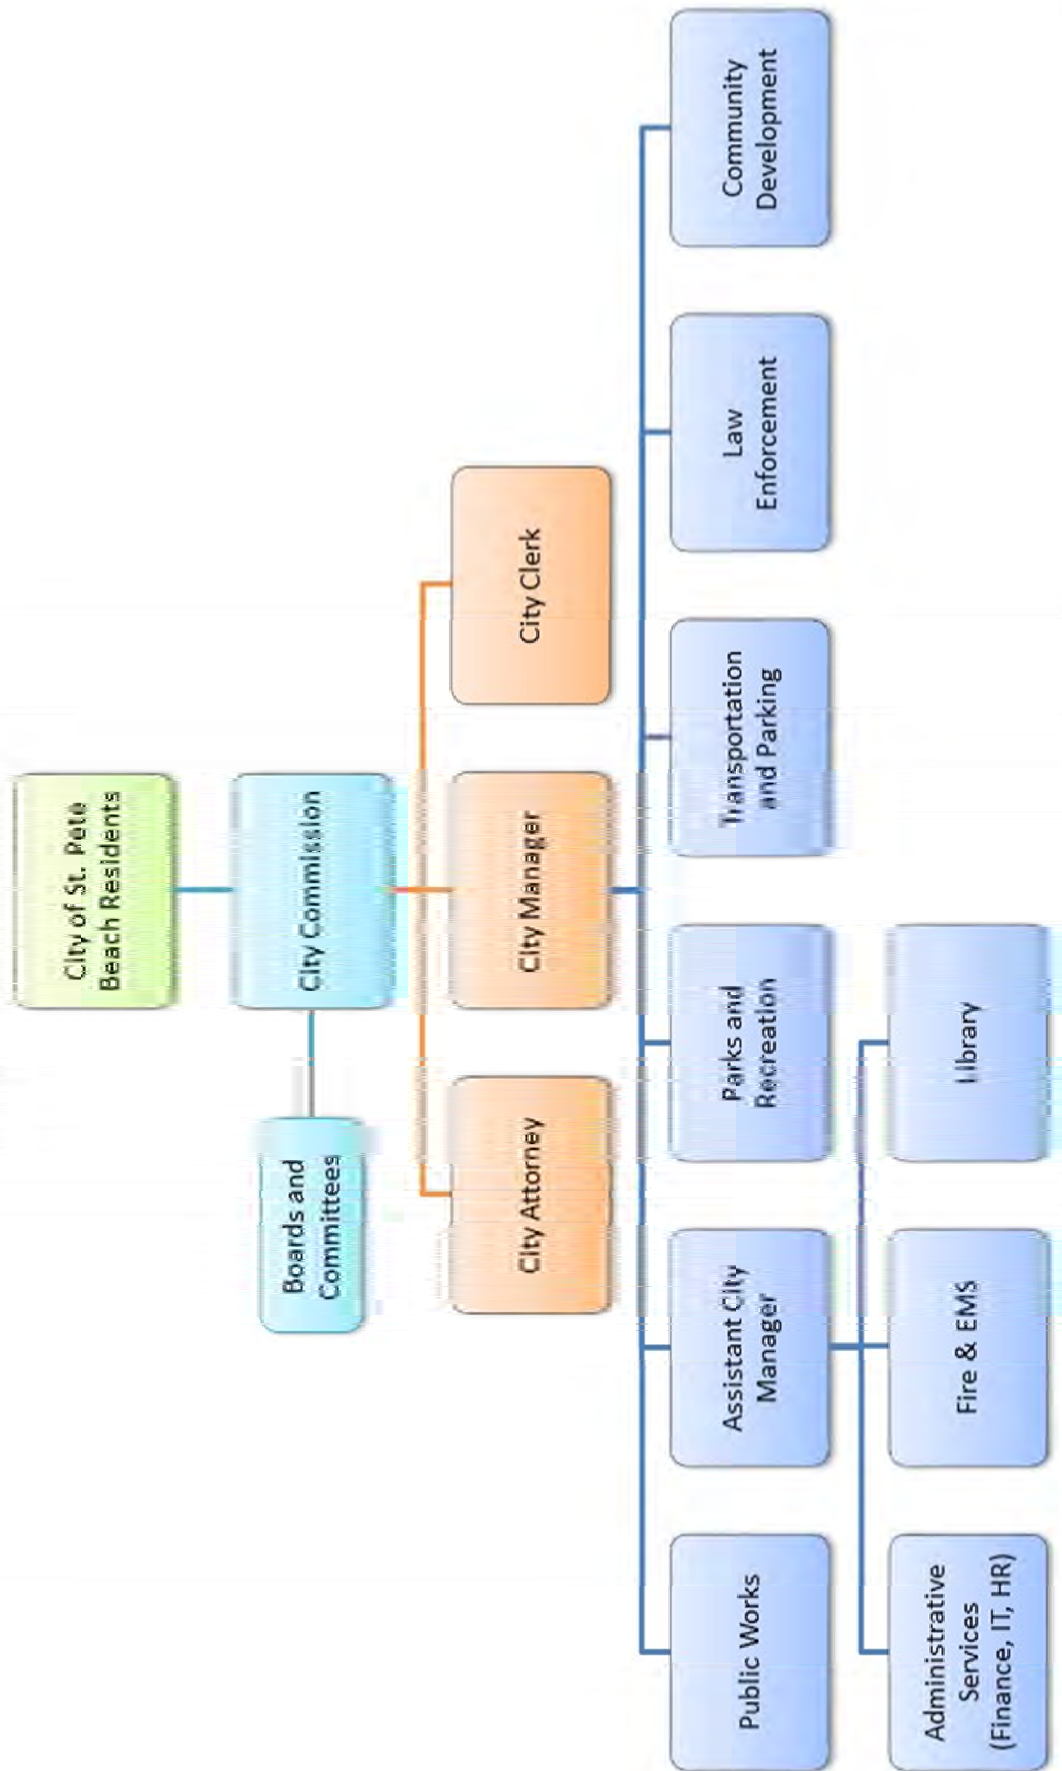 City of St. Pete
Beach Residents
Boards and
Committees
City Commission
City Attorney
City Manager
City Clerk
Public Works
Assistant City
Manager
Parks and
Recreation
Transportation
and Parking
Law
Enforcement
Community
Development
Administrative
Services
(Finance, IT, HR)
Fire & EMS
Library